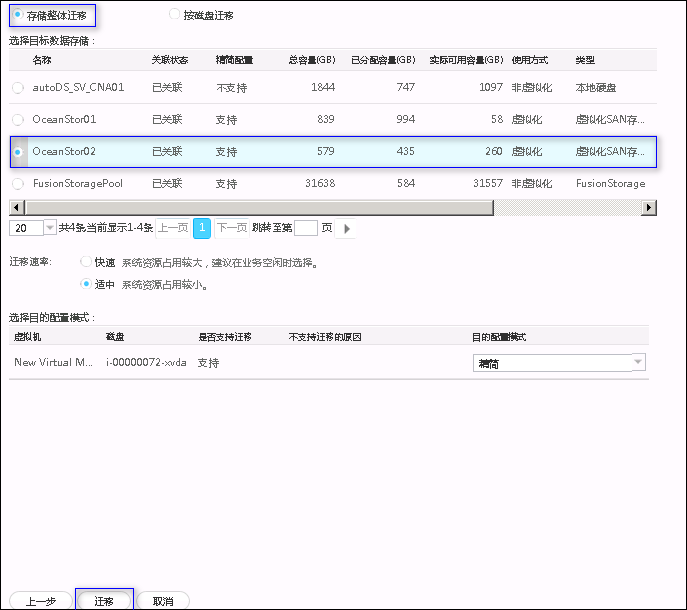 存储整体迁移 按磁盘迁移
选择目标数据存储：
名称 关联状态 精简配置 总容量(GB) 已分配容量(GB) 实际可用容量(GB) 使用方式 类型
autoDS_SV_CNA01 已关联 不支持 1844 747 1097 非虚拟化 本地硬盘
OceanStor01 已关联 支持 839 994 58 虚拟化 虚拟化SAN存...
OceanStor02 已关联 支持 579 435 260 虚拟化 虚拟化SAN存...
FusionStoragePool 已关联 支持 31638 584 31557 非虚拟化 FusionStorage
20 共4条,当前显示1-4条 上一页 1 下一页 跳转至第 页
迁移速率: 快速 系统资源占用较大，建议在业务空闲时选择。
适中 系统资源占用较小。
选择目的配置模式：
虚拟机 磁盘 是否支持迁移 不支持迁移的原因 目的配置模式
New Virtual M... i-00000072-xvda 支持 精简
上一步 迁移 取消